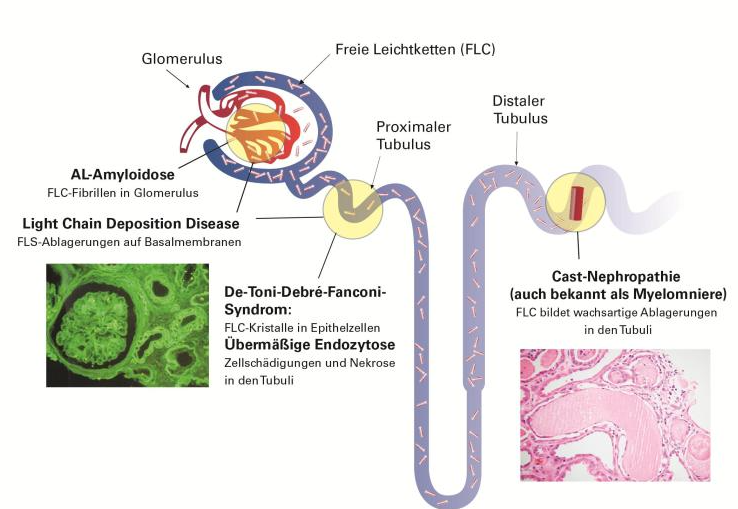 Freie Leichtketten (FLC)
Glomerulus
Distaler
Tubulus
Proximaler
Tubulus
AL-Amyloidose
FLC-Fibrillen in Glomerulus
Light Chain Deposition Disease
FLS-Ablagerungen auf Basalmembranen
De-Toni-Debré-Fanconi-
Syndrom:
FLC-Kristalle in Epithelzellen
Übermäßige Endozytose
Zellschädigungen und Nekrose
in den Tubuli
Cast-Nephropathie
(auch bekannt als Myelomniere)
FLC bildet wachsartige Ablagerungen
in den Tubuli